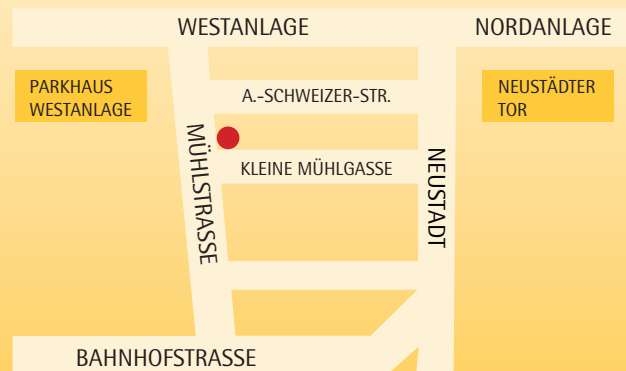 WESTANLAGE
NORDANLAGE
PARKHAUS
WESTANLAGE
A.-SCHWEIZER-STR.
NEUSTÄDTER
TOR
MÜHLSTRASSE
KLEINE MÜHLGASSE
NEUSTADT
BAHNHOFSTRASSE